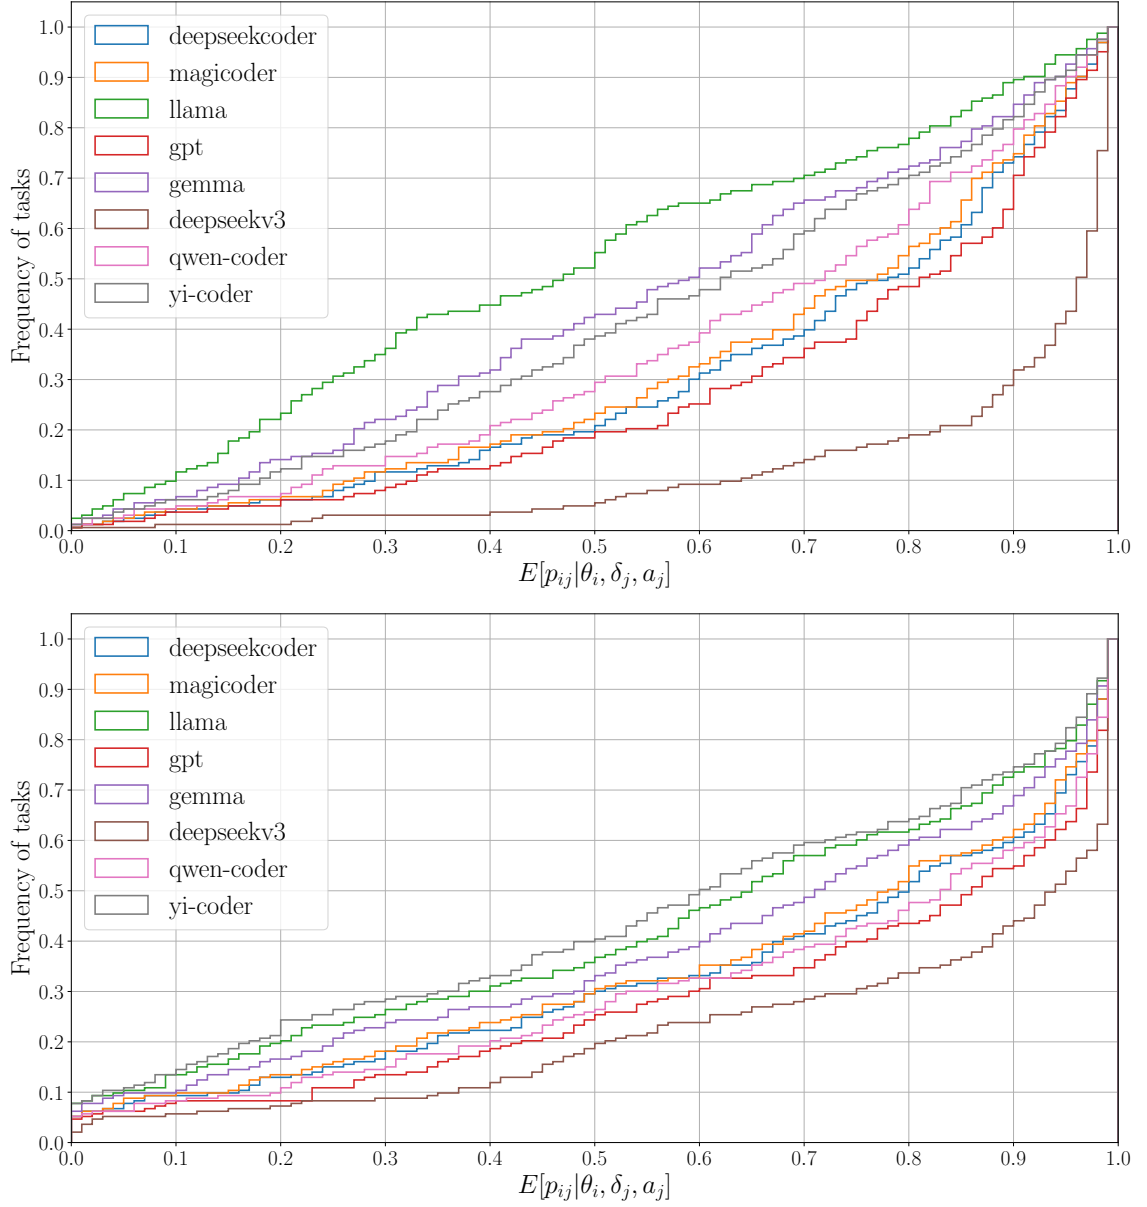 1.0
0.9
0.8
0.7
0.6
0.5
0.4
0.3
0.2
0.1
0.0
Frequency of tasks
deepseekcoder
magicoder
llama
gpt
gemma
deepseekv3
qwen-coder
yi-coder
0.0 0.1 0.2 0.3 0.4 0.5 0.6 0.7 0.8 0.9 1.0
E[p_{ij}|θ_i, δ_j, a_j]
1.0
0.9
0.8
0.7
0.6
0.5
0.4
0.3
0.2
0.1
0.0
Frequency of tasks
deepseekcoder
magicoder
llama
gpt
gemma
deepseekv3
qwen-coder
yi-coder
0.0 0.1 0.2 0.3 0.4 0.5 0.6 0.7 0.8 0.9 1.0
E[p_{ij}|θ_i, δ_j, a_j]